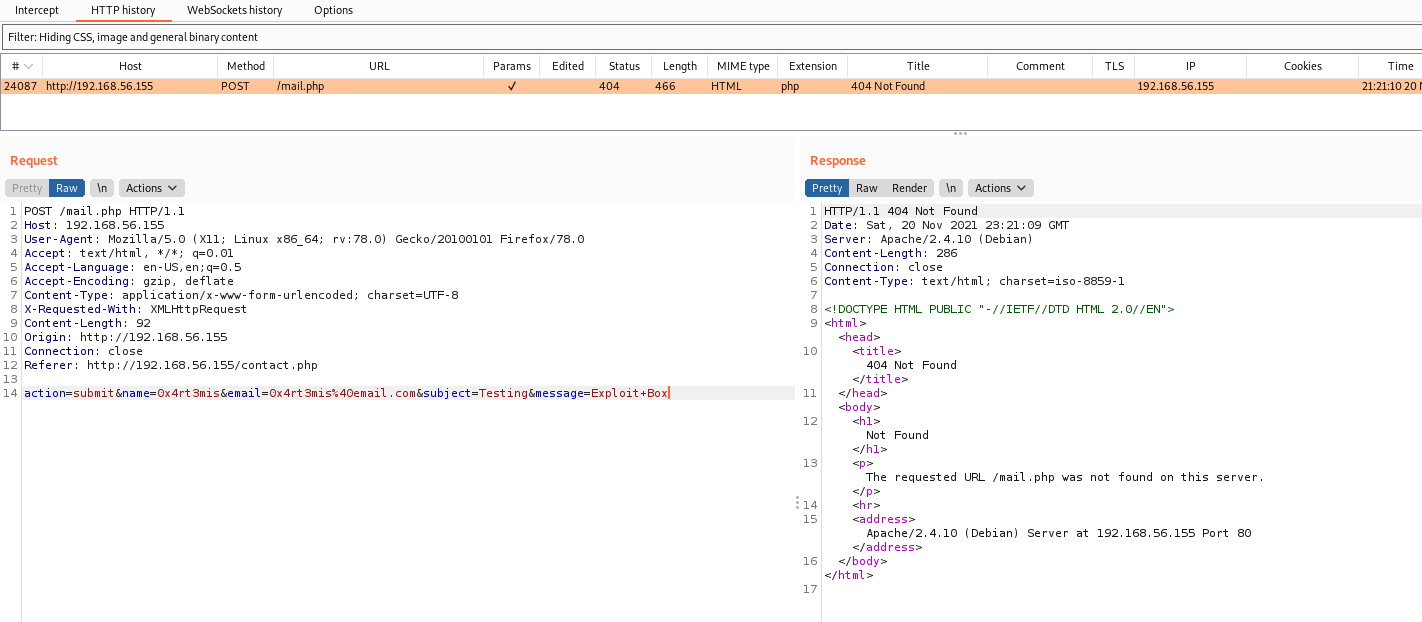 Intercept HTTP history WebSockets history Options
Filter: Hiding CSS, image and general binary content
# Host Method URL Params Edited Status Length MIME type Extension Title Comment TLS IP Cookies Time
24087 http://192.168.56.155 POST /mail.php ✓ 404 466 HTML php 404 Not Found 192.168.56.155 21:21:10 20
Request
Pretty Raw \n Actions
1 POST /mail.php HTTP/1.1
2 Host: 192.168.56.155
3 User-Agent: Mozilla/5.0 (X11; Linux x86_64; rv:78.0) Gecko/20100101 Firefox/78.0
4 Accept: text/html, */*; q=0.01
5 Accept-Language: en-US,en;q=0.5
6 Accept-Encoding: gzip, deflate
7 Content-Type: application/x-www-form-urlencoded; charset=UTF-8
8 X-Requested-With: XMLHttpRequest
9 Content-Length: 92
10 Origin: http://192.168.56.155
11 Connection: close
12 Referer: http://192.168.56.155/contact.php
13
14 action=submit&name=0x4rt3mis&email=0x4rt3mis%40email.com&subject=Testing&message=Exploit+Box
Response
Pretty Raw Render \n Actions
1 HTTP/1.1 404 Not Found
2 Date: Sat, 20 Nov 2021 23:21:09 GMT
3 Server: Apache/2.4.10 (Debian)
4 Content-Length: 286
5 Connection: close
6 Content-Type: text/html; charset=iso-8859-1
7
8 <!DOCTYPE HTML PUBLIC "-//IETF//DTD HTML 2.0//EN">
9 <html>
<head>
10 <title>
404 Not Found
</title>
11 </head>
<body>
12 <h1>
Not Found
</h1>
13 <p>
The requested URL /mail.php was not found on this server.
</p>
14 <hr>
15 <address>
Apache/2.4.10 (Debian) Server at 192.168.56.155 Port 80
</address>
16 </body>
</html>
17